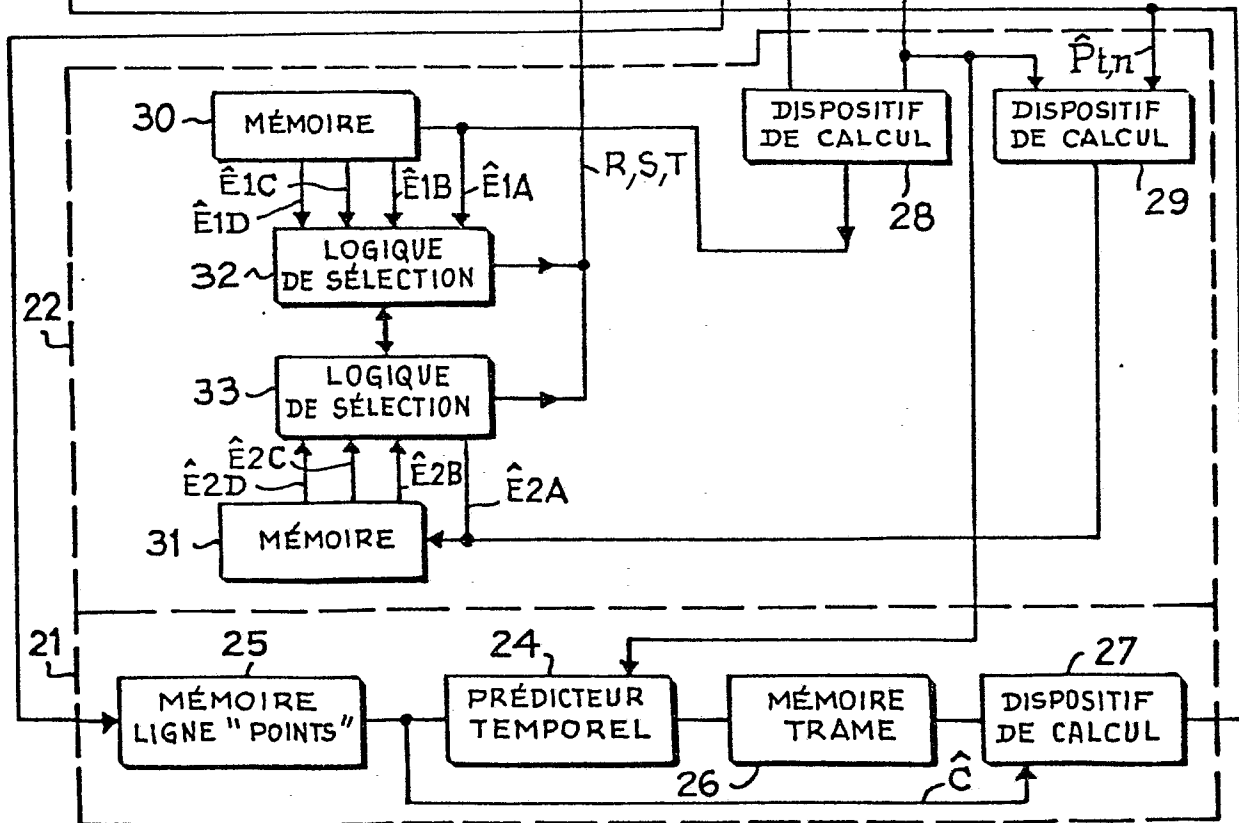 P̂t,n
30
MÉMOIRE
DISPOSITIF
DE CALCUL
DISPOSITIF
DE CALCUL
Ê1C
Ê1B
Ê1A
R,S,T
Ê1D
28
29
LOGIQUE
DE SÉLECTION
32
22
33
LOGIQUE
DE SÉLECTION
Ê2C
Ê2D
Ê2B
Ê2A
31
MÉMOIRE
21
25
24
27
MÉMOIRE
LIGNE "POINTS"
PRÉDICTEUR
TEMPOREL
MÉMOIRE
TRAME
DISPOSITIF
DE CALCUL
26
Ĉ